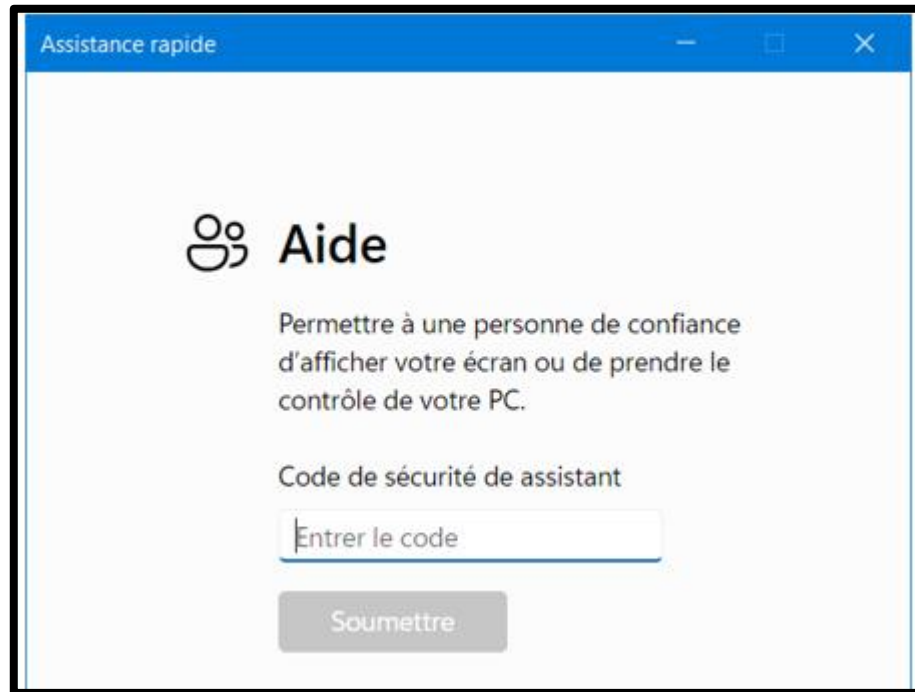 Assistance rapide
Aide
Permettre à une personne de confiance
d'afficher votre écran ou de prendre le
contrôle de votre PC.
Code de sécurité de assistant
Entrer le code
Soumettre